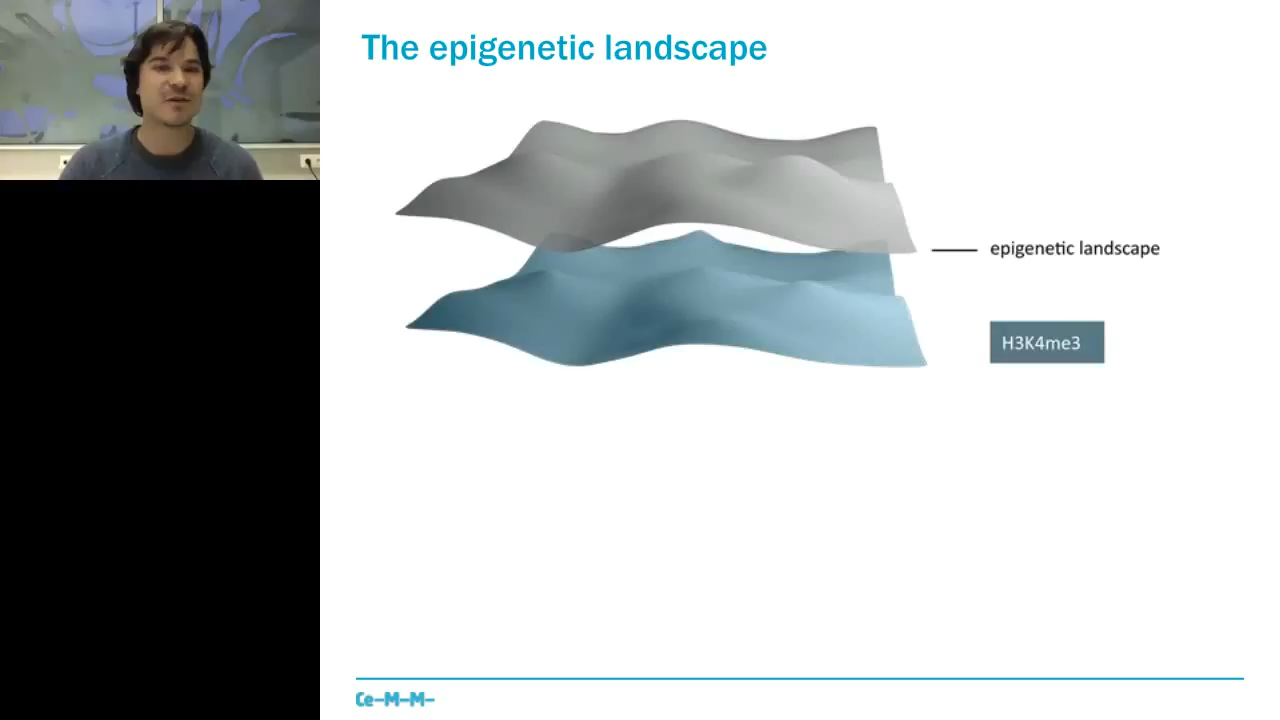 The epigenetic landscape
epigenetic landscape
H3K4me3
Ce–M–M–